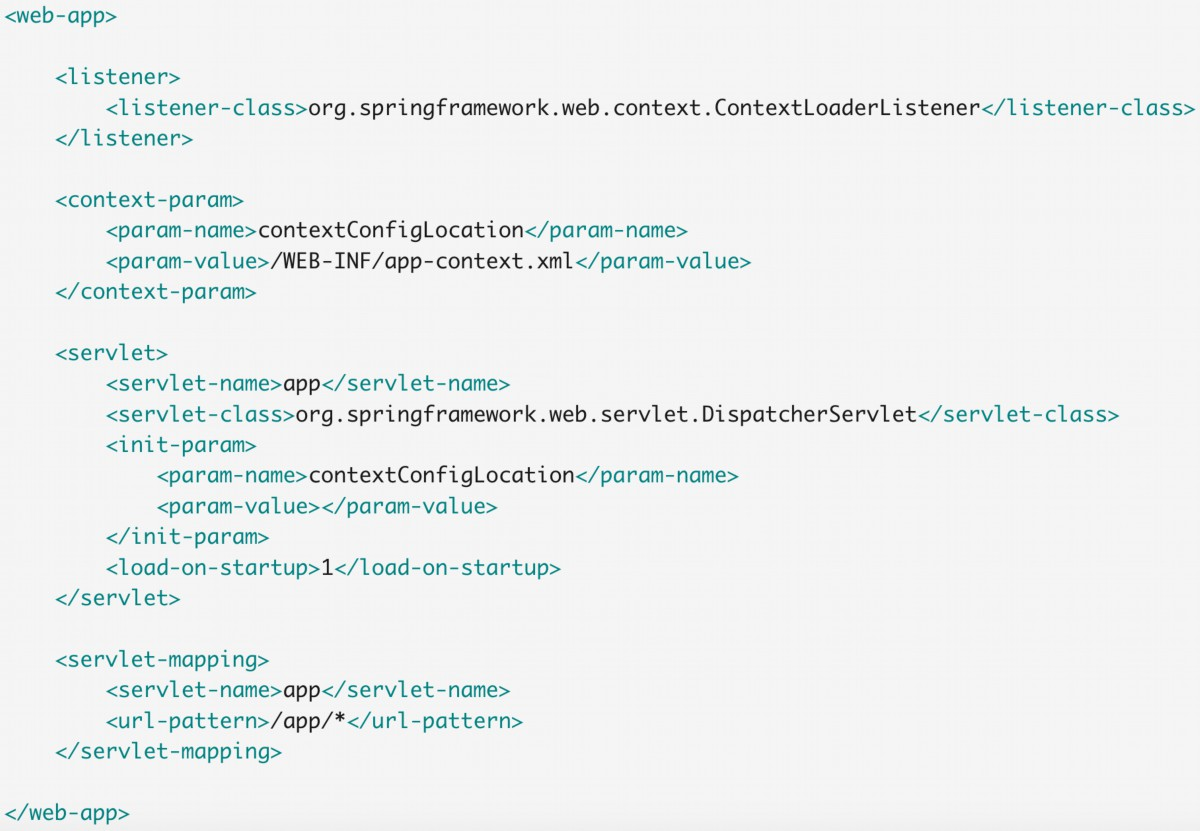 <web-app>
<listener>
<listener-class>org.springframework.web.context.ContextLoaderListener</listener-class>
</listener>
<context-param>
<param-name>contextConfigLocation</param-name>
<param-value>/WEB-INF/app-context.xml</param-value>
</context-param>
<servlet>
<servlet-name>app</servlet-name>
<servlet-class>org.springframework.web.servlet.DispatcherServlet</servlet-class>
<init-param>
<param-name>contextConfigLocation</param-name>
<param-value></param-value>
</init-param>
<load-on-startup>1</load-on-startup>
</servlet>
<servlet-mapping>
<servlet-name>app</servlet-name>
<url-pattern>/app/*</url-pattern>
</servlet-mapping>
</web-app>